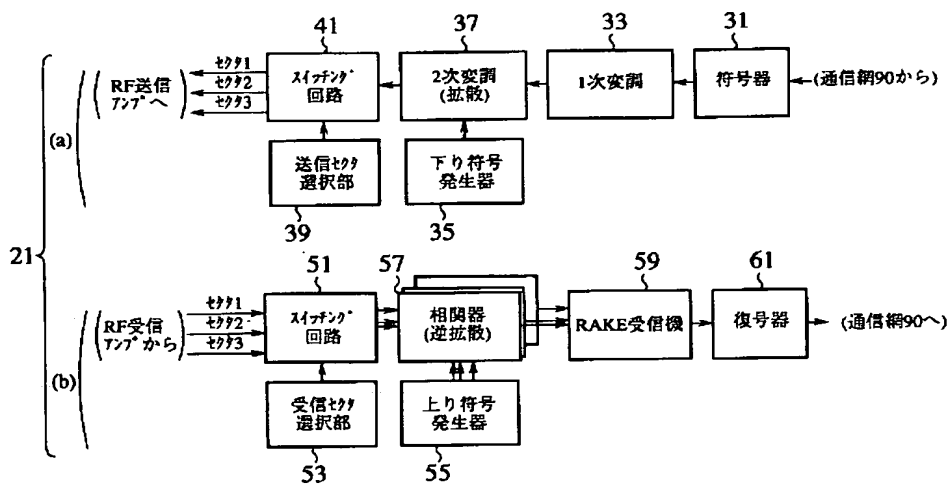 41
37
33
31
セクタ1
セクタ2
セクタ3
(RF送信
アンプへ)
スイッチング
回路
2次変調
(拡散)
1次変調
符号器
(通信網90から)
(a)
送信セクタ
選択部
下り符号
発生器
39
35
21
51
57
59
61
セクタ1
セクタ2
セクタ3
(RF受信
アンプから)
スイッチング
回路
相関器
(逆拡散)
RAKE受信機
復号器
(通信網90へ)
(b)
受信セクタ
選択部
上り符号
発生器
53
55